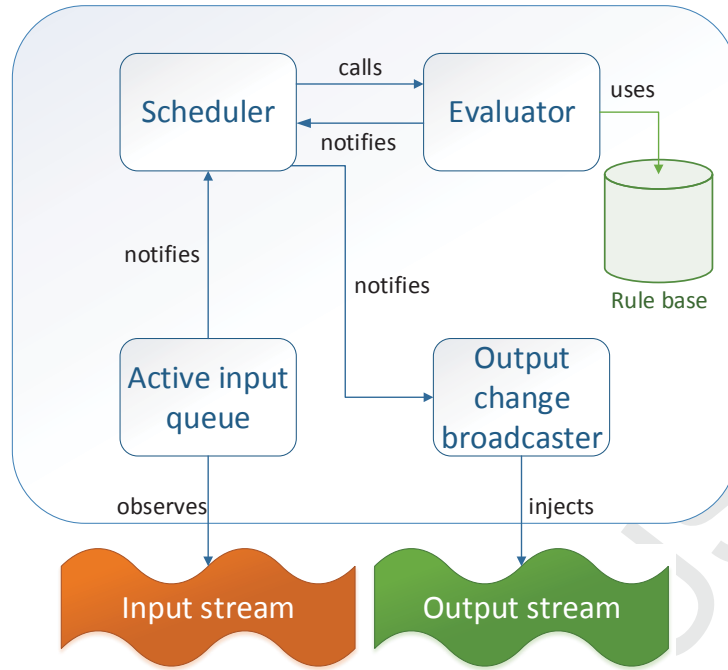 calls
Scheduler
Evaluator
uses
notifies
notifies
notifies
Rule base
Active input
queue
Output
change
broadcaster
observes
injects
Input stream
Output stream